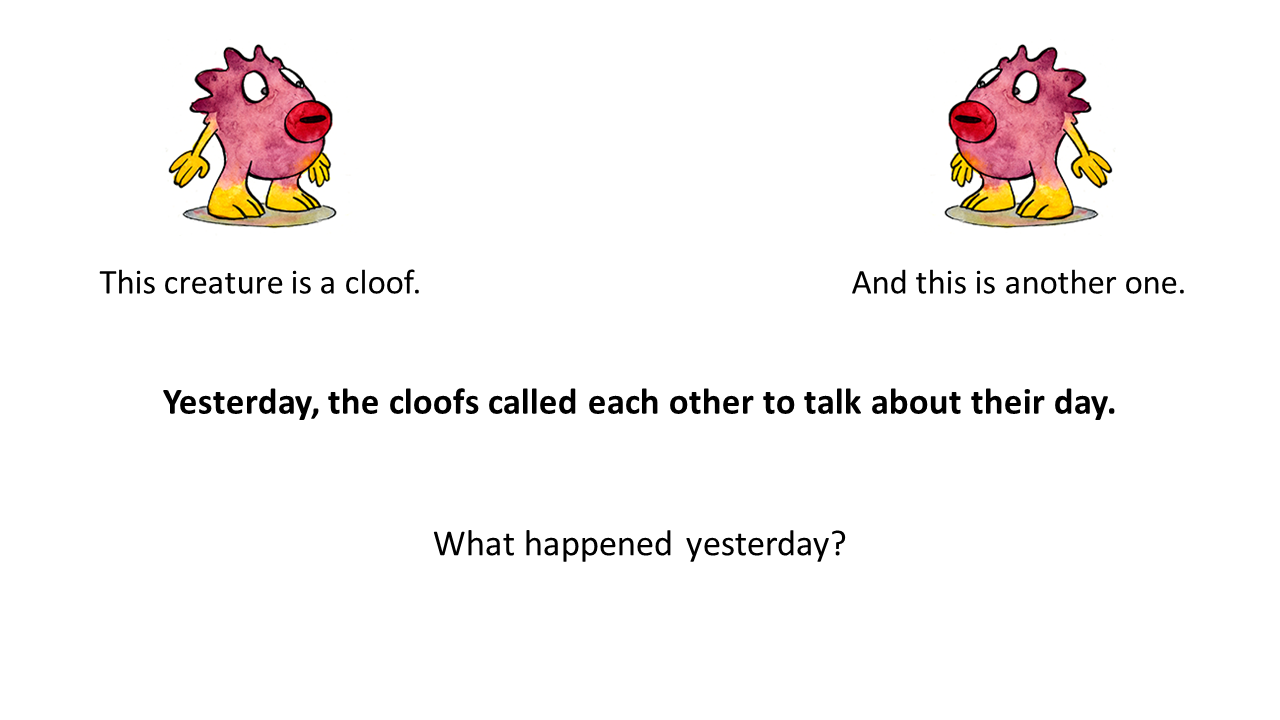 This creature is a cloof.
And this is another one.
Yesterday, the cloofs called each other to talk about their day.
What happened yesterday?